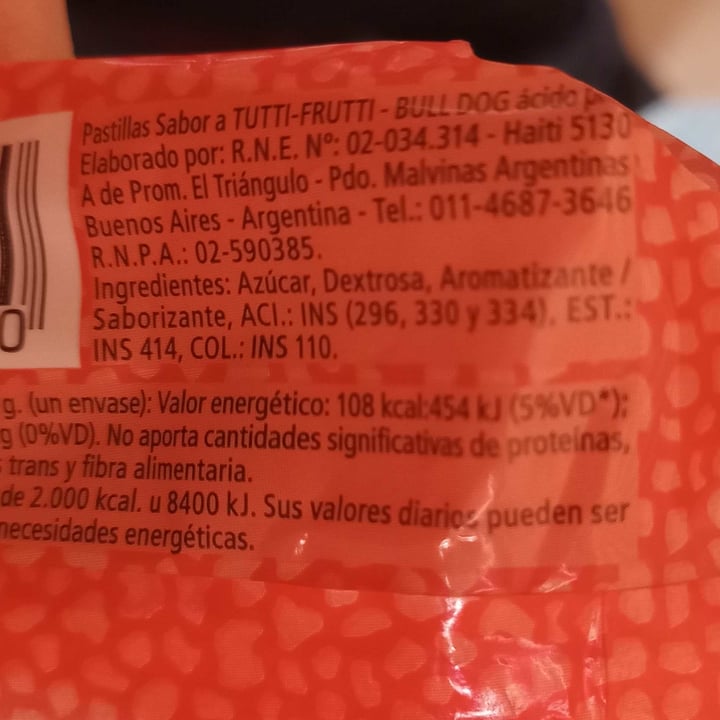 Pastillas Sabor a TUTTI-FRUTTI - BULL DOG ácido
Elaborado por: R.N.E. Nº: 02-034.314 - Haiti 5130
A de Prom. El Triángulo - Pdo. Malvinas Argentinas
Buenos Aires - Argentina - Tel.: 011-4687-3646
R.N.P.A.: 02-590385.
Ingredientes: Azúcar, Dextrosa, Aromatizante /
Saborizante, ACI.: INS (296, 330 y 334), EST.:
INS 414, COL.: INS 110.
0
g. (un envase): Valor energético: 108 kcal:454 kJ (5%VD*);
g (0%VD). No aporta cantidades significativas de proteínas,
trans y fibra alimentaria.
de 2.000 kcal. u 8400 kJ. Sus valores diarios pueden ser
necesidades energéticas.